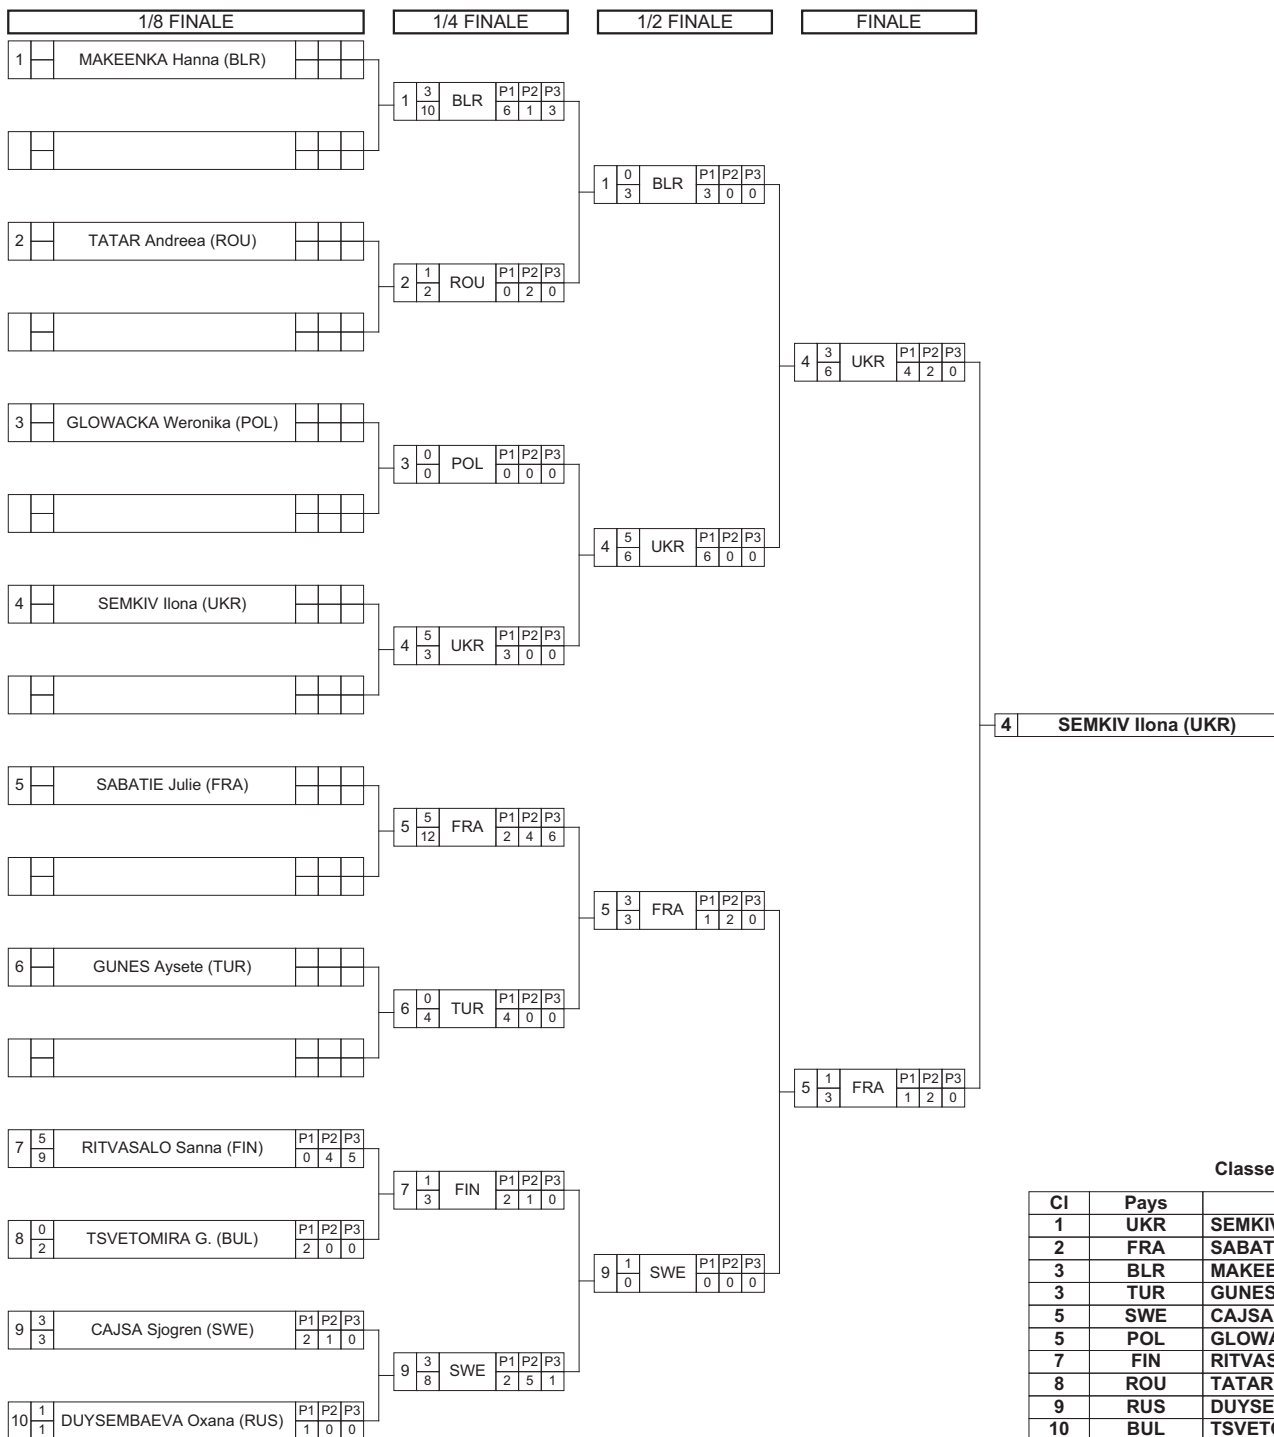 1/8 FINALE 1/4 FINALE 1/2 FINALE FINALE
1 MAKEENKA Hanna (BLR)
1 3 10 BLR P1 P2 P3 6 1 3
1 0 3 BLR P1 P2 P3 3 0 0
2 TATAR Andreea (ROU)
2 1 2 ROU P1 P2 P3 0 2 0
4 3 6 UKR P1 P2 P3 4 2 0
3 GLOWACKA Weronika (POL)
3 0 0 POL P1 P2 P3 0 0 0
4 5 6 UKR P1 P2 P3 6 0 0
4 SEMKIV Ilona (UKR)
4 5 3 UKR P1 P2 P3 3 0 0
4 SEMKIV Ilona (UKR)
5 SABATIE Julie (FRA)
5 5 12 FRA P1 P2 P3 2 4 6
5 3 3 FRA P1 P2 P3 1 2 0
6 GUNES Aysete (TUR)
6 0 4 TUR P1 P2 P3 4 0 0
5 1 3 FRA P1 P2 P3 1 2 0
7 5 9 RITVASALO Sanna (FIN) P1 P2 P3 0 4 5
7 1 3 FIN P1 P2 P3 2 1 0
8 0 2 TSVETOMIRA G. (BUL) P1 P2 P3 2 0 0
9 1 0 SWE P1 P2 P3 0 0 0
9 3 3 CAJSA Sjogren (SWE) P1 P2 P3 2 1 0
9 3 8 SWE P1 P2 P3 2 5 1
10 1 1 DUYSEMBAEVA Oxana (RUS) P1 P2 P3 1 0 0
Classe
Cl Pays
1 UKR SEMKIV
2 FRA SABAT
3 BLR MAKEE
3 TUR GUNES
5 SWE CAJSA
5 POL GLOWA
7 FIN RITVAS
8 ROU TATAR
9 RUS DUYSE
10 BUL TSVETO